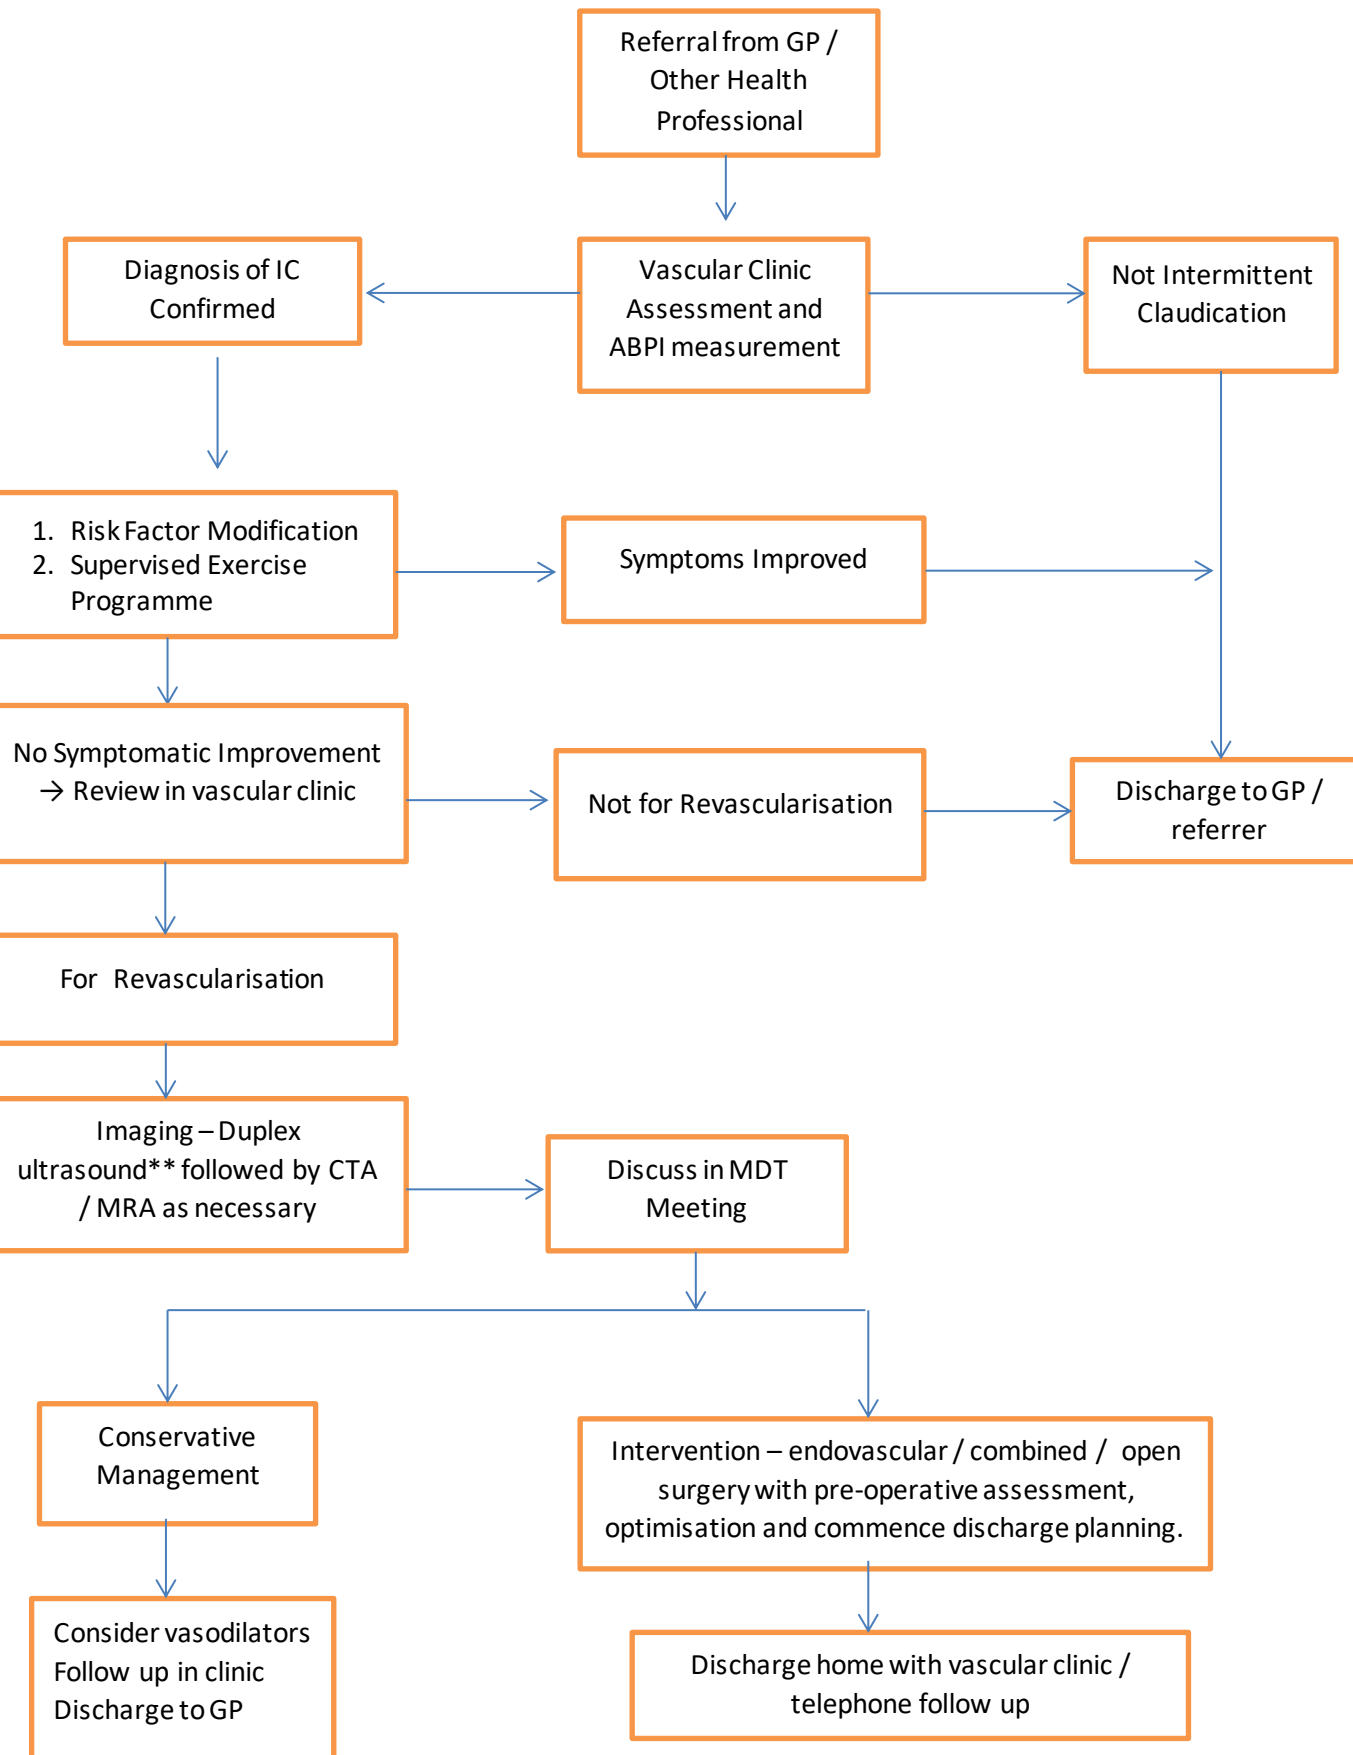 Referral from GP /
Other Health
Professional
Diagnosis of IC
Confirmed
Vascular Clinic
Assessment and
ABPI measurement
Not Intermittent
Claudication
1. Risk Factor Modification
2. Supervised Exercise
Programme
Symptoms Improved
No Symptomatic Improvement
→ Review in vascular clinic
Not for Revascularisation
Discharge to GP /
referrer
For Revascularisation
Imaging – Duplex
ultrasound** followed by CTA
/ MRA as necessary
Discuss in MDT
Meeting
Conservative
Management
Intervention – endovascular / combined / open
surgery with pre-operative assessment,
optimisation and commence discharge planning.
Consider vasodilators
Follow up in clinic
Discharge to GP
Discharge home with vascular clinic /
telephone follow up